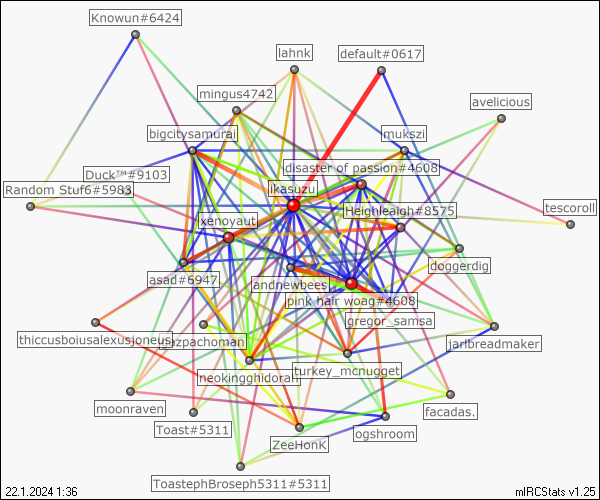 Knowun#6424
lahnk
default#0617
mingus4742
avelicious
bigcitysamurai
mukszi
disaster of passion#4608
Duck™#9103
Random Stuf6#5983
ikasuzu
tescoroll
Heighleigh#8575
xenoyaut
doggerdig
asad#6947
andnewbees
pink hair woag#4608
gregor_samsa
thiccusboiusalexusjoneus
jarlbreadmaker
turkey_mcnugget
neokingghidorah
moonraven
facadas.
Toast#5311
ogshroom
ZeeHonk
ToastephBroseph5311#5311
22.1.2024 1:36
mIRCStats v1.25